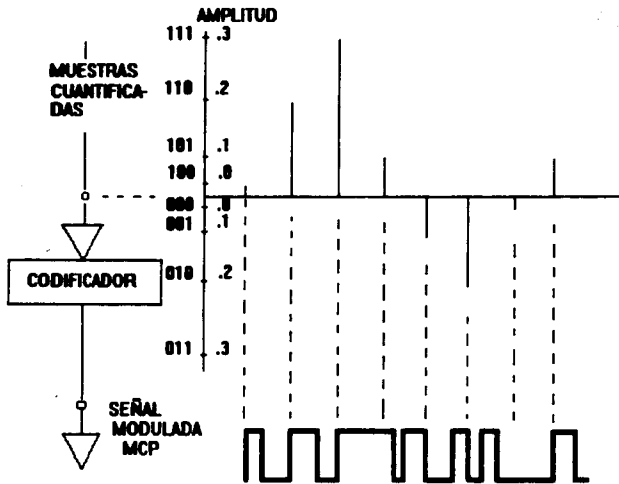 AMPLITUD
111 .3
MUESTRAS
CUANTIFICA-
DAS
110 .2
101 .1
100 .0
000 .0
001 .1
CODIFICADOR
010 .2
011 .3
SEÑAL
MODULADA
MCP